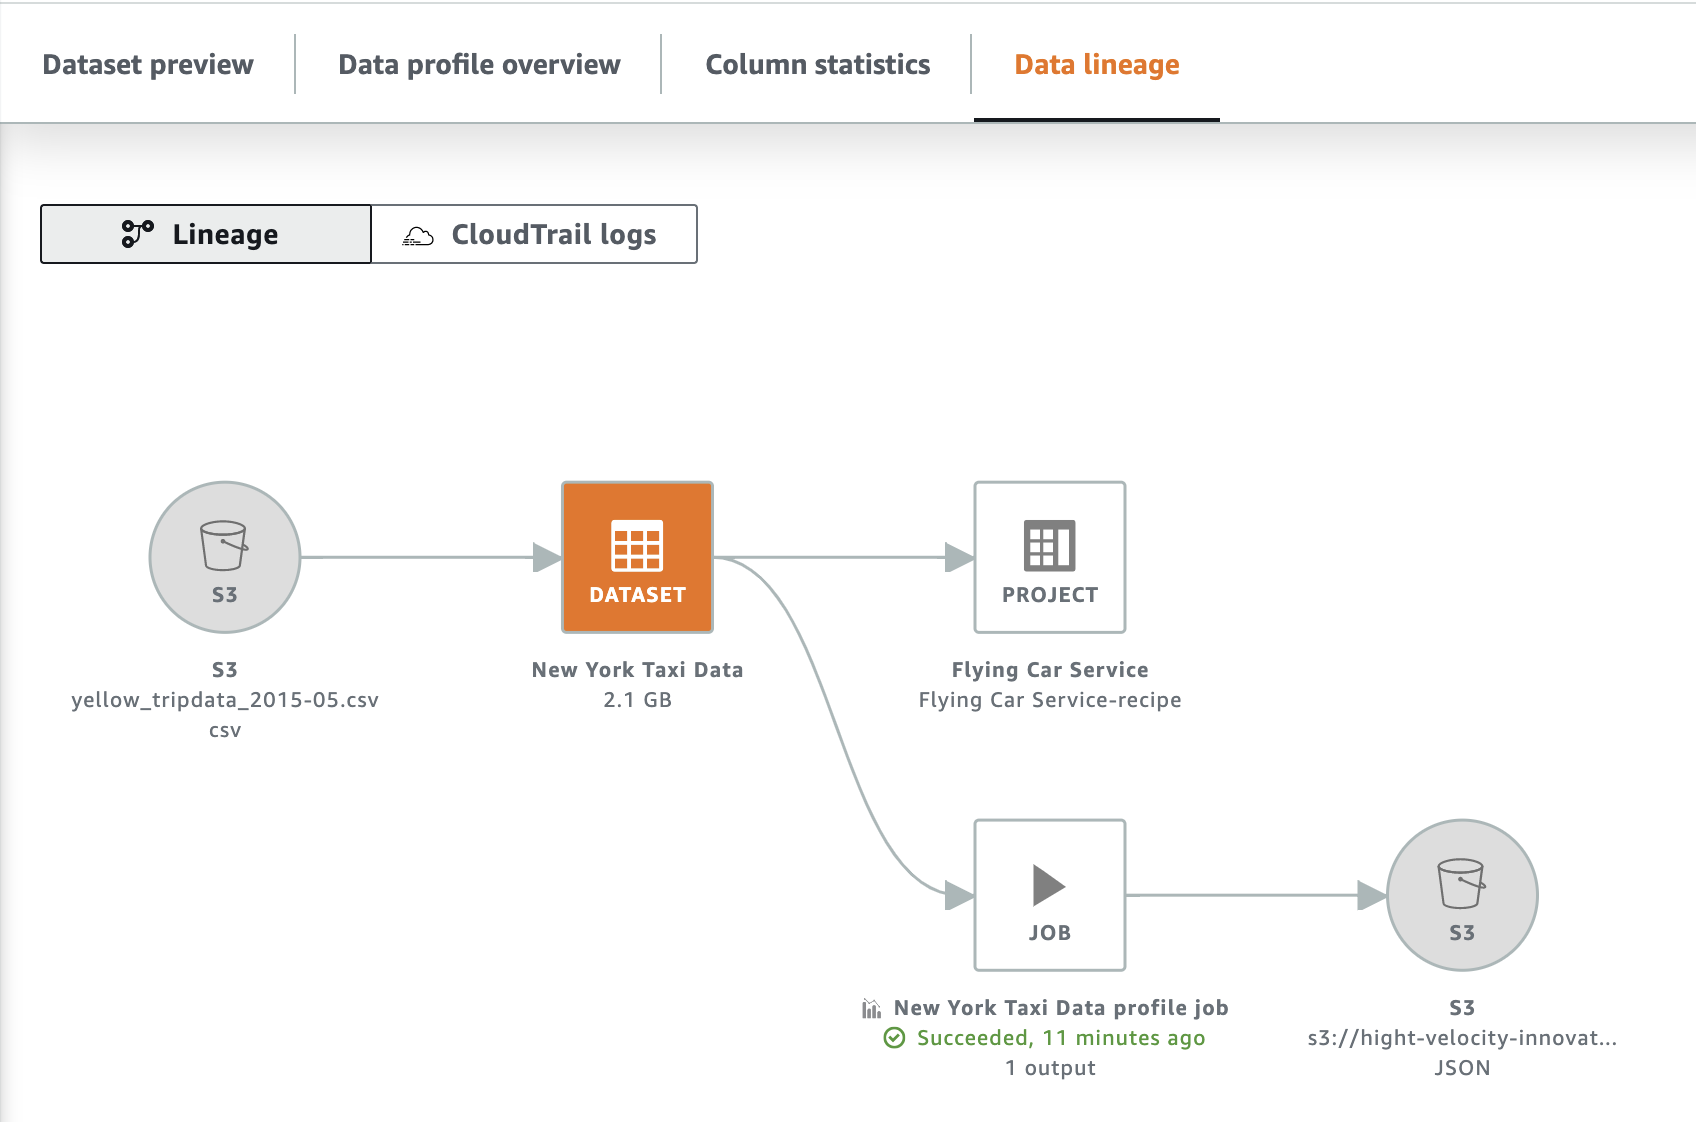 Dataset preview
Data profile overview
Column statistics
Data lineage
Lineage
CloudTrail logs
S3
S3
yellow_tripdata_2015-05.csv
csv
DATASET
New York Taxi Data
2.1 GB
PROJECT
Flying Car Service
Flying Car Service-recipe
JOB
New York Taxi Data profile job
Succeeded, 11 minutes ago
1 output
S3
S3
s3://hight-velocity-innovat...
JSON